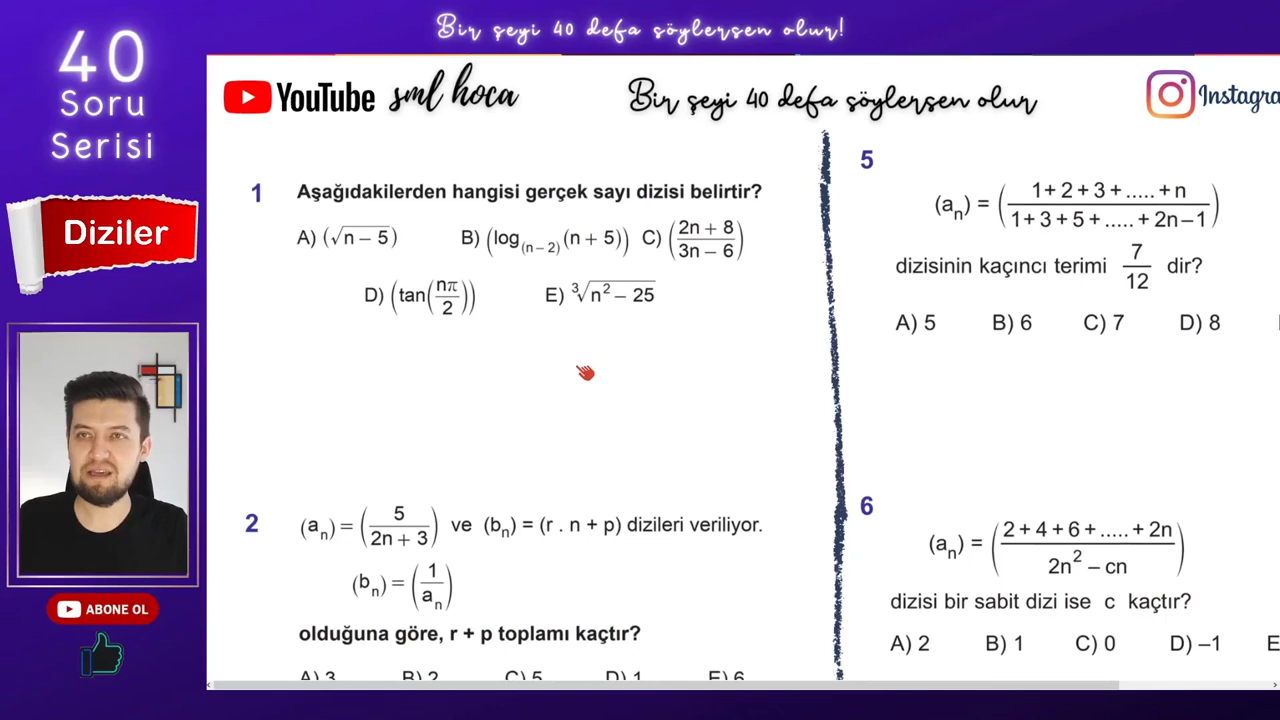 Bir şeyi 40 defa söylersen olur!
40
Soru
Serisi
Diziler
ABONE OL
YouTube sml hoca
Bir şeyi 40 defa söylersen olur
Instagra
1 Aşağıdakilerden hangisi gerçek sayı dizisi belirtir?
A) (√(n – 5)) B) (log₍ₙ₋₂₎(n + 5)) C) ((2n + 8)/(3n – 6))
D) (tan(nπ/2)) E) ∛(n² – 25)
2 (aₙ) = (5/(2n + 3)) ve (bₙ) = (r . n + p) dizileri veriliyor.
(bₙ) = (1/aₙ)
olduğuna göre, r + p toplamı kaçtır?
A) 3 B) 2 C) 5 D) 1 E) 6
5
(aₙ) = ((1 + 2 + 3 + ..... + n)/(1 + 3 + 5 + ..... + 2n – 1))
dizisinin kaçıncı terimi 7/12 dir?
A) 5 B) 6 C) 7 D) 8
6
(aₙ) = ((2 + 4 + 6 + ..... + 2n)/(2n² – cn))
dizisi bir sabit dizi ise c kaçtır?
A) 2 B) 1 C) 0 D) –1 E